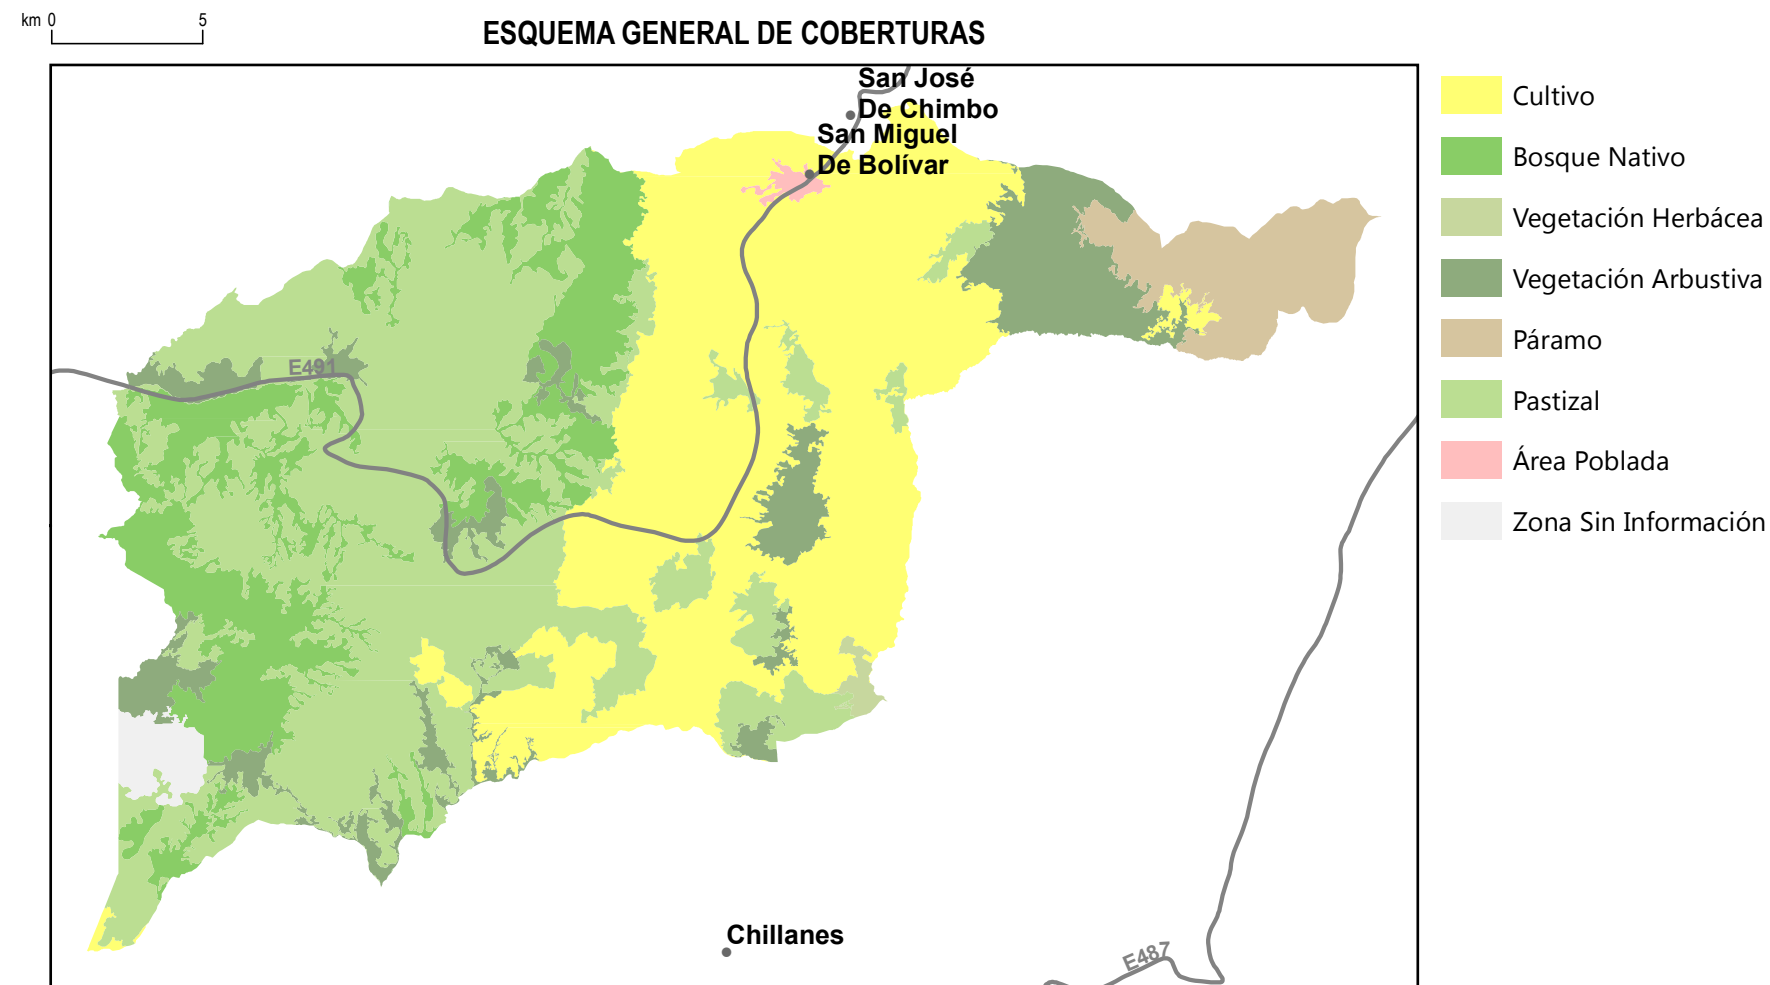 km 0 5
ESQUEMA GENERAL DE COBERTURAS
San José
De Chimbo
San Miguel
De Bolívar
E491
Chillanes
E487
Cultivo
Bosque Nativo
Vegetación Herbácea
Vegetación Arbustiva
Páramo
Pastizal
Área Poblada
Zona Sin Información